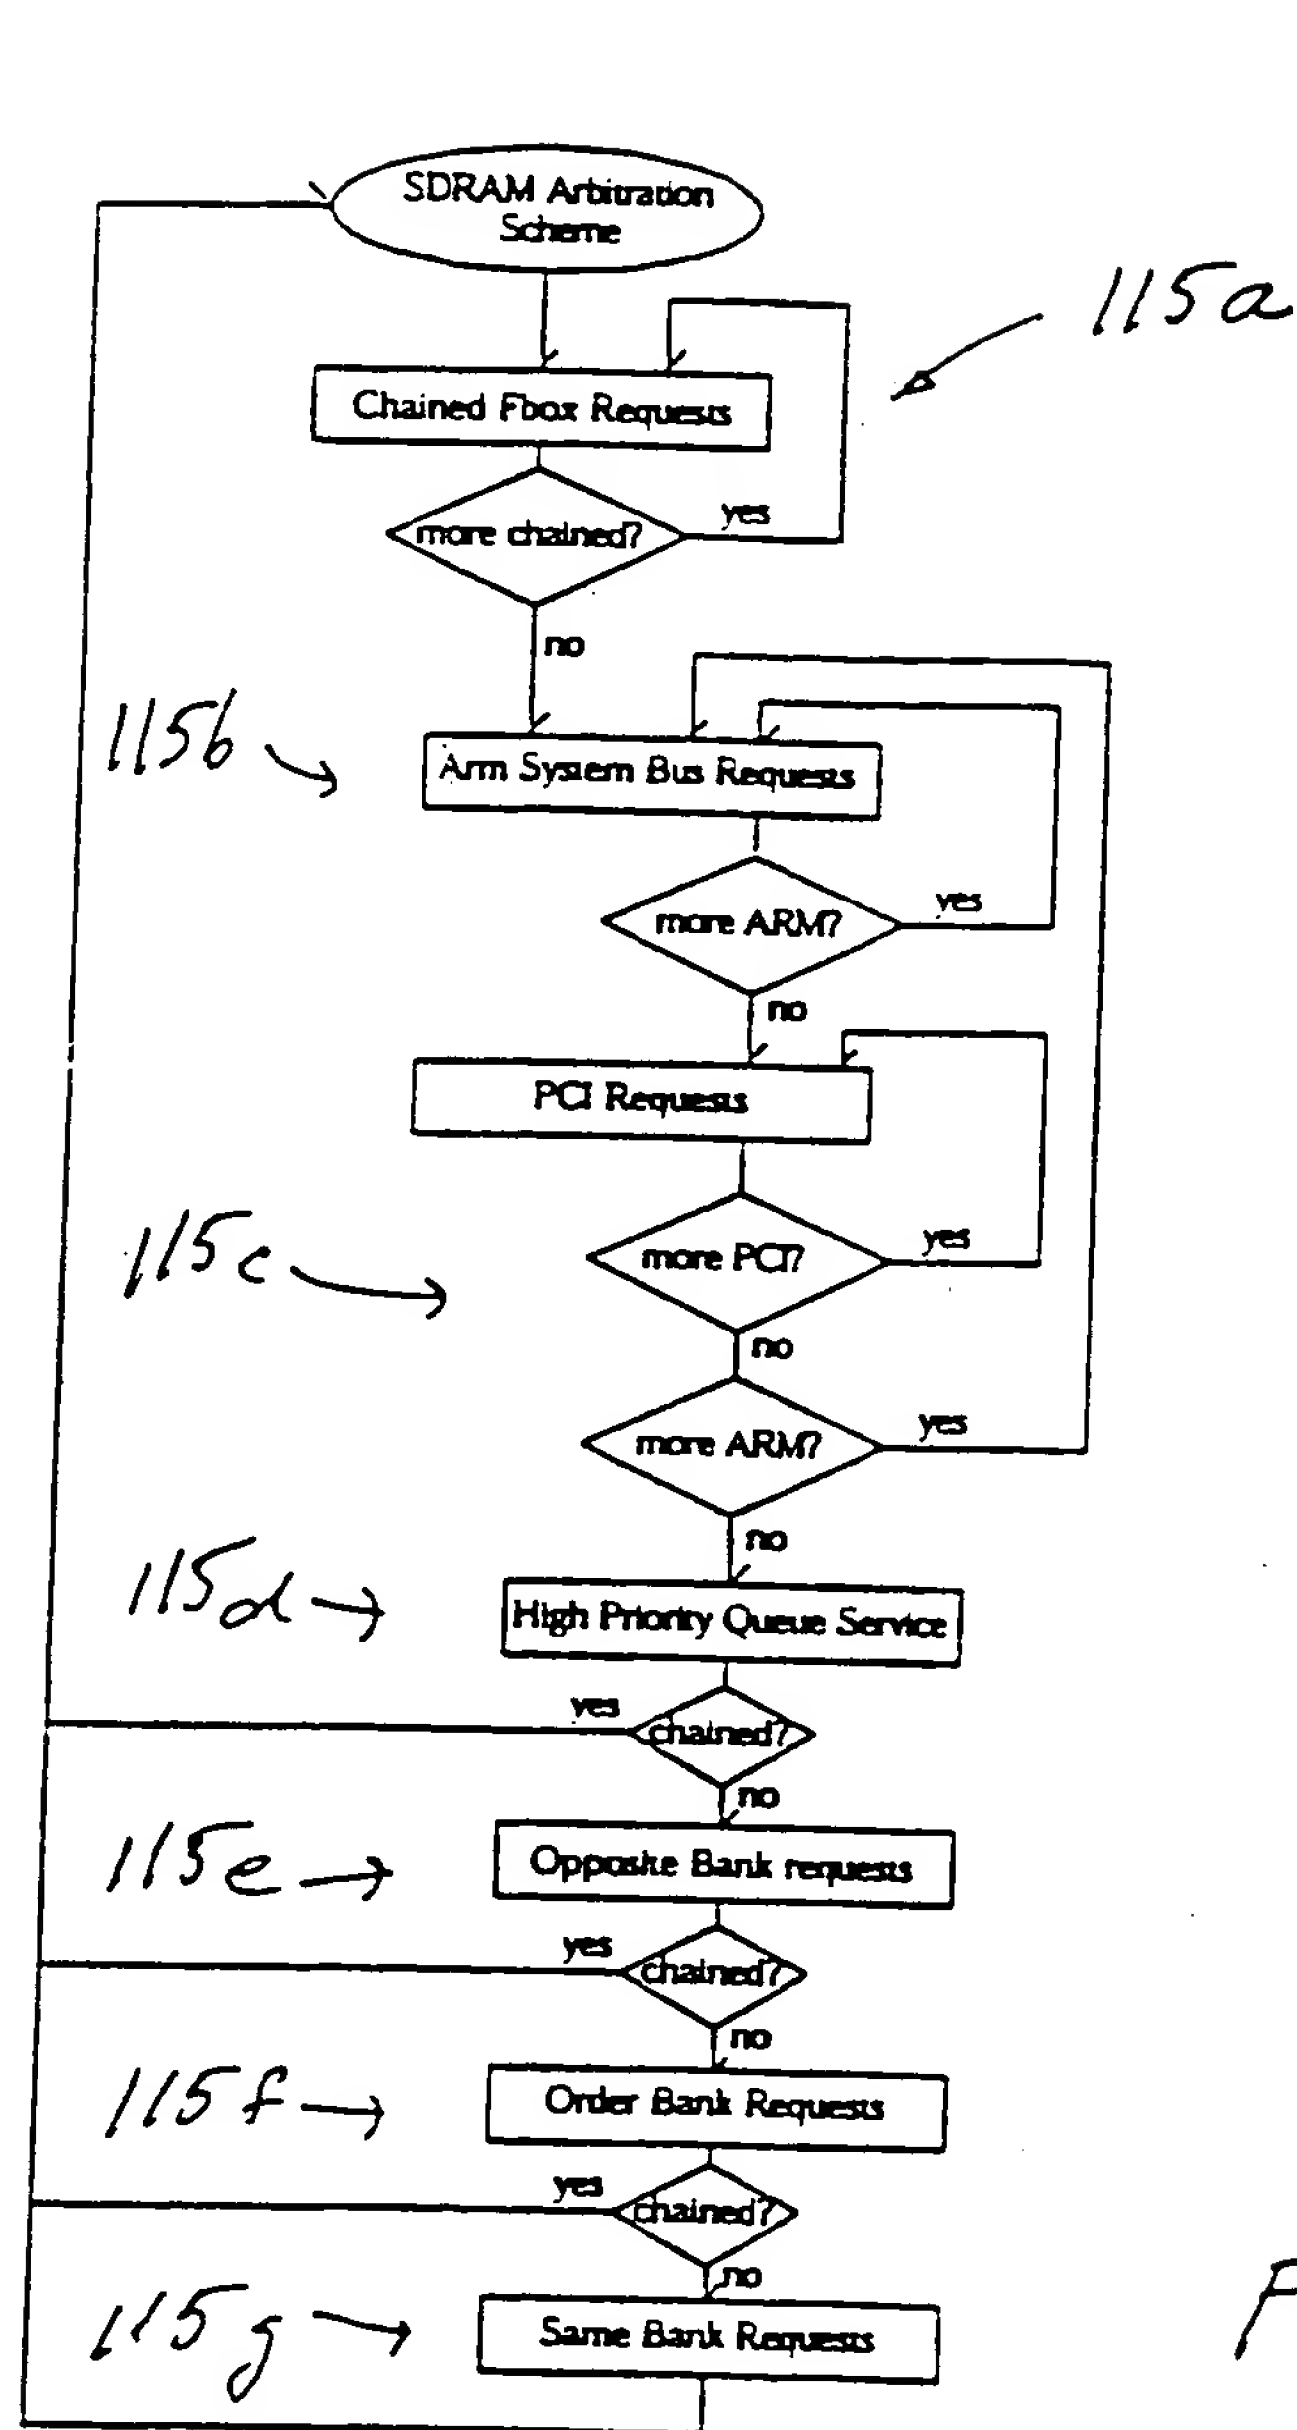 SDRAM Arbitration
Scheme
115a
Chained Fbox Requests
yes
more chained?
no
115b
Arm System Bus Requests
yes
more ARM?
no
PCI Requests
115c
yes
more PCI?
no
yes
more ARM?
no
115d
High Priority Queue Service
yes
chained?
no
115e
Opposite Bank requests
yes
chained?
no
115f
Order Bank Requests
yes
chained?
no
115g
Same Bank Requests
F